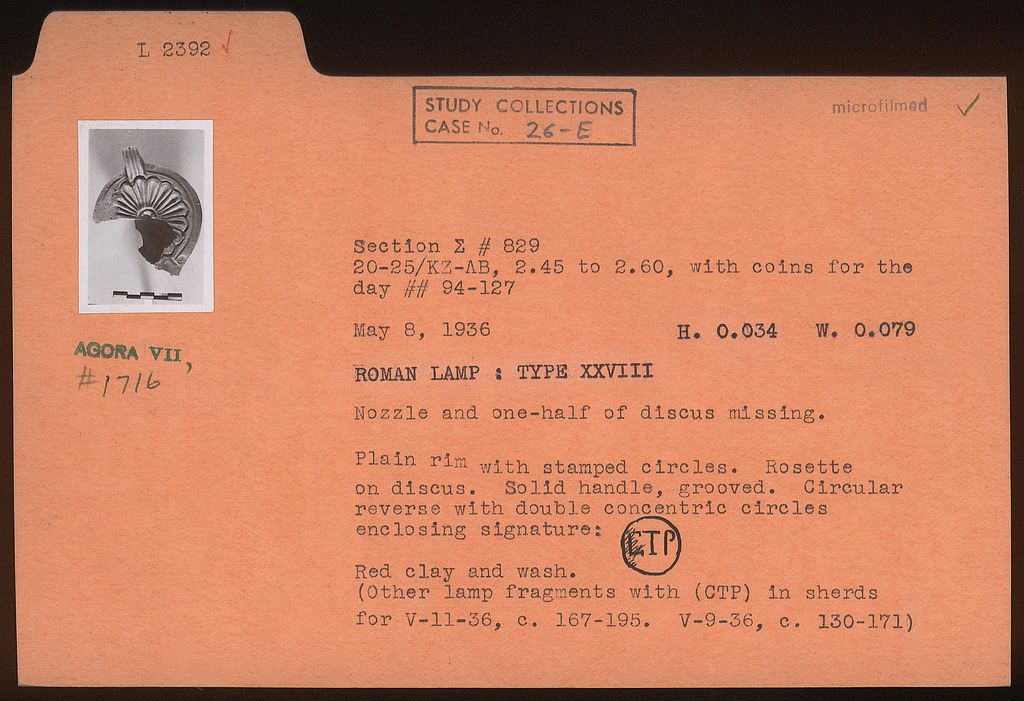 L 2392 ✓
STUDY COLLECTIONS
CASE No. 26-E
microfilmed ✓
AGORA VII,
#1716
Section Σ # 829
20-25/ΚΖ-ΛΒ, 2.45 to 2.60, with coins for the
day ## 94-127
May 8, 1936 H. 0.034 W. 0.079
ROMAN LAMP : TYPE XXVIII
Nozzle and one-half of discus missing.
Plain rim with stamped circles. Rosette
on discus. Solid handle, grooved. Circular
reverse with double concentric circles
enclosing signature: CTP
Red clay and wash.
(Other lamp fragments with (CTP) in sherds
for V-11-36, c. 167-195. V-9-36, c. 130-171)